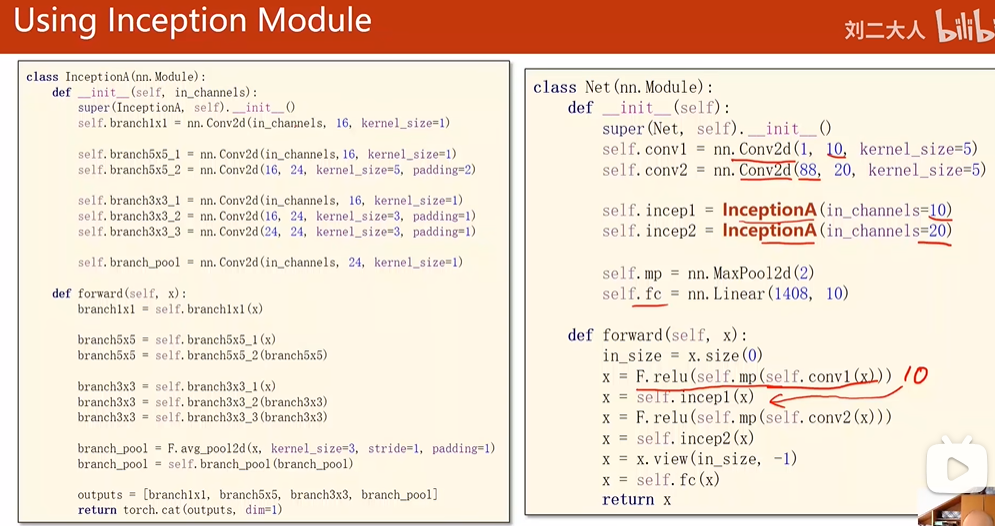 Using Inception Module
刘二大人 bilib
class InceptionA(nn.Module):
def __init__(self, in_channels):
super(InceptionA, self).__init__()
self.branch1x1 = nn.Conv2d(in_channels, 16, kernel_size=1)
self.branch5x5_1 = nn.Conv2d(in_channels,16, kernel_size=1)
self.branch5x5_2 = nn.Conv2d(16, 24, kernel_size=5, padding=2)
self.branch3x3_1 = nn.Conv2d(in_channels, 16, kernel_size=1)
self.branch3x3_2 = nn.Conv2d(16, 24, kernel_size=3, padding=1)
self.branch3x3_3 = nn.Conv2d(24, 24, kernel_size=3, padding=1)
self.branch_pool = nn.Conv2d(in_channels, 24, kernel_size=1)
def forward(self, x):
branch1x1 = self.branch1x1(x)
branch5x5 = self.branch5x5_1(x)
branch5x5 = self.branch5x5_2(branch5x5)
branch3x3 = self.branch3x3_1(x)
branch3x3 = self.branch3x3_2(branch3x3)
branch3x3 = self.branch3x3_3(branch3x3)
branch_pool = F.avg_pool2d(x, kernel_size=3, stride=1, padding=1)
branch_pool = self.branch_pool(branch_pool)
outputs = [branch1x1, branch5x5, branch3x3, branch_pool]
return torch.cat(outputs, dim=1)
class Net(nn.Module):
def __init__(self):
super(Net, self).__init__()
self.conv1 = nn.Conv2d(1, 10, kernel_size=5)
self.conv2 = nn.Conv2d(88, 20, kernel_size=5)
self.incep1 = InceptionA(in_channels=10)
self.incep2 = InceptionA(in_channels=20)
self.mp = nn.MaxPool2d(2)
self.fc = nn.Linear(1408, 10)
def forward(self, x):
in_size = x.size(0)
x = F.relu(self.mp(self.conv1(x))) 10
x = self.incep1(x)
x = F.relu(self.mp(self.conv2(x)))
x = self.incep2(x)
x = x.view(in_size, -1)
x = self.fc(x)
return x